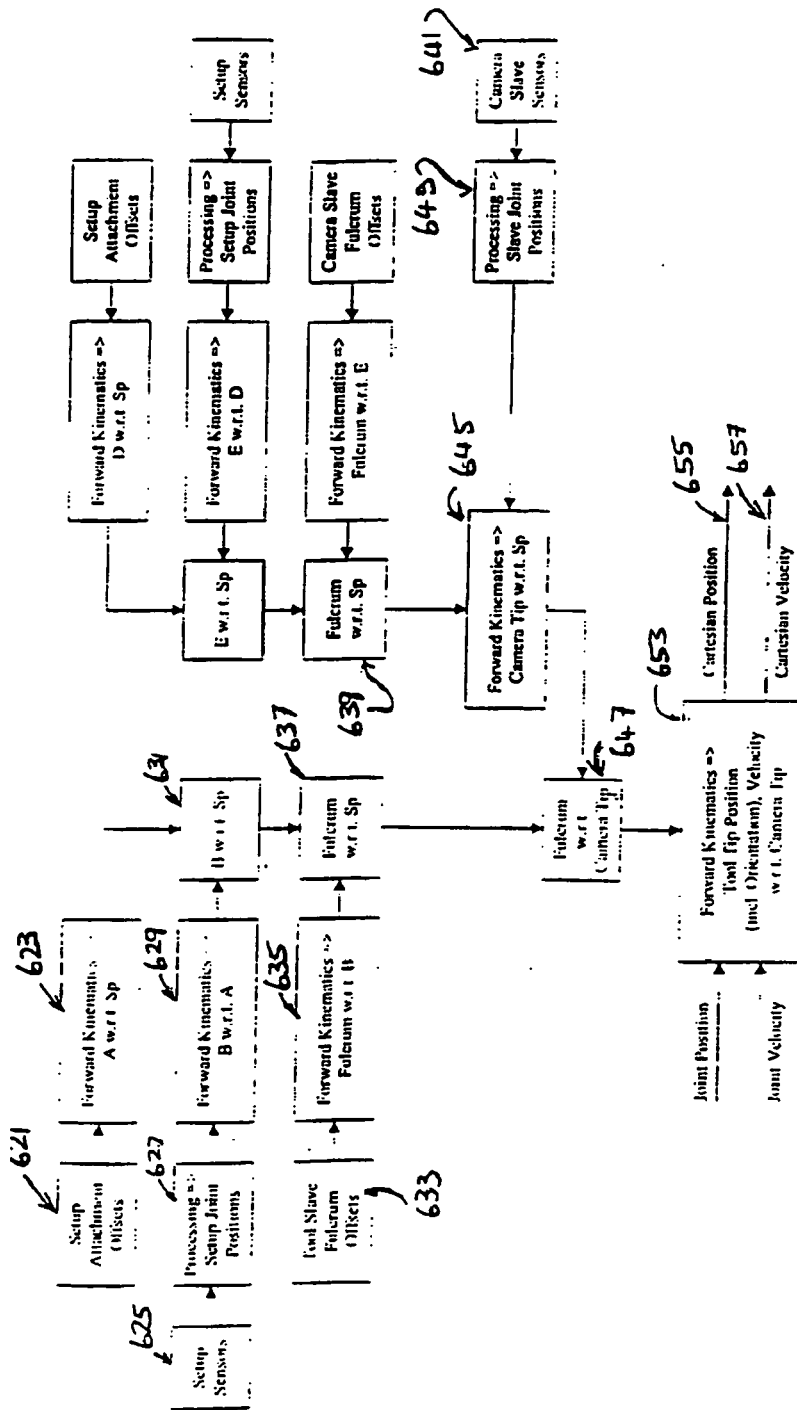 621
Setup
Attachment
Offsets
623
Forward Kinematics
A w.r.t Sp
625
Setup
Sensors
627
Processing =>
Setup Joint
Positions
629
Forward Kinematics
B w.r.t. A
631
B w.r.t Sp
633
Tool Slave
Fulcrum
Offsets
635
Forward Kinematics =>
Fulcrum w.r.t B
637
Fulcrum
w.r.t. Sp
Setup
Attachment
Offsets
Forward Kinematics =>
D w.r.t Sp
Setup
Sensors
Processing =>
Setup Joint
Positions
Forward Kinematics =>
E w.r.t. D
E w.r.t. Sp
Camera Slave
Fulcrum
Offsets
Forward Kinematics =>
Fulcrum w.r.t. E
Fulcrum
w.r.t. Sp
639
641
Camera
Slave
Sensors
643
Processing =>
Slave Joint
Positions
645
Forward Kinematics =>
Camera Tip w.r.t. Sp
647
Fulcrum
w.r.t
Camera Tip
653
Joint Position
Joint Velocity
Forward Kinematics =>
Tool Tip Position
(incl Orientation), Velocity
w.r.t. Camera Tip
Cartesian Position
655
Cartesian Velocity
657